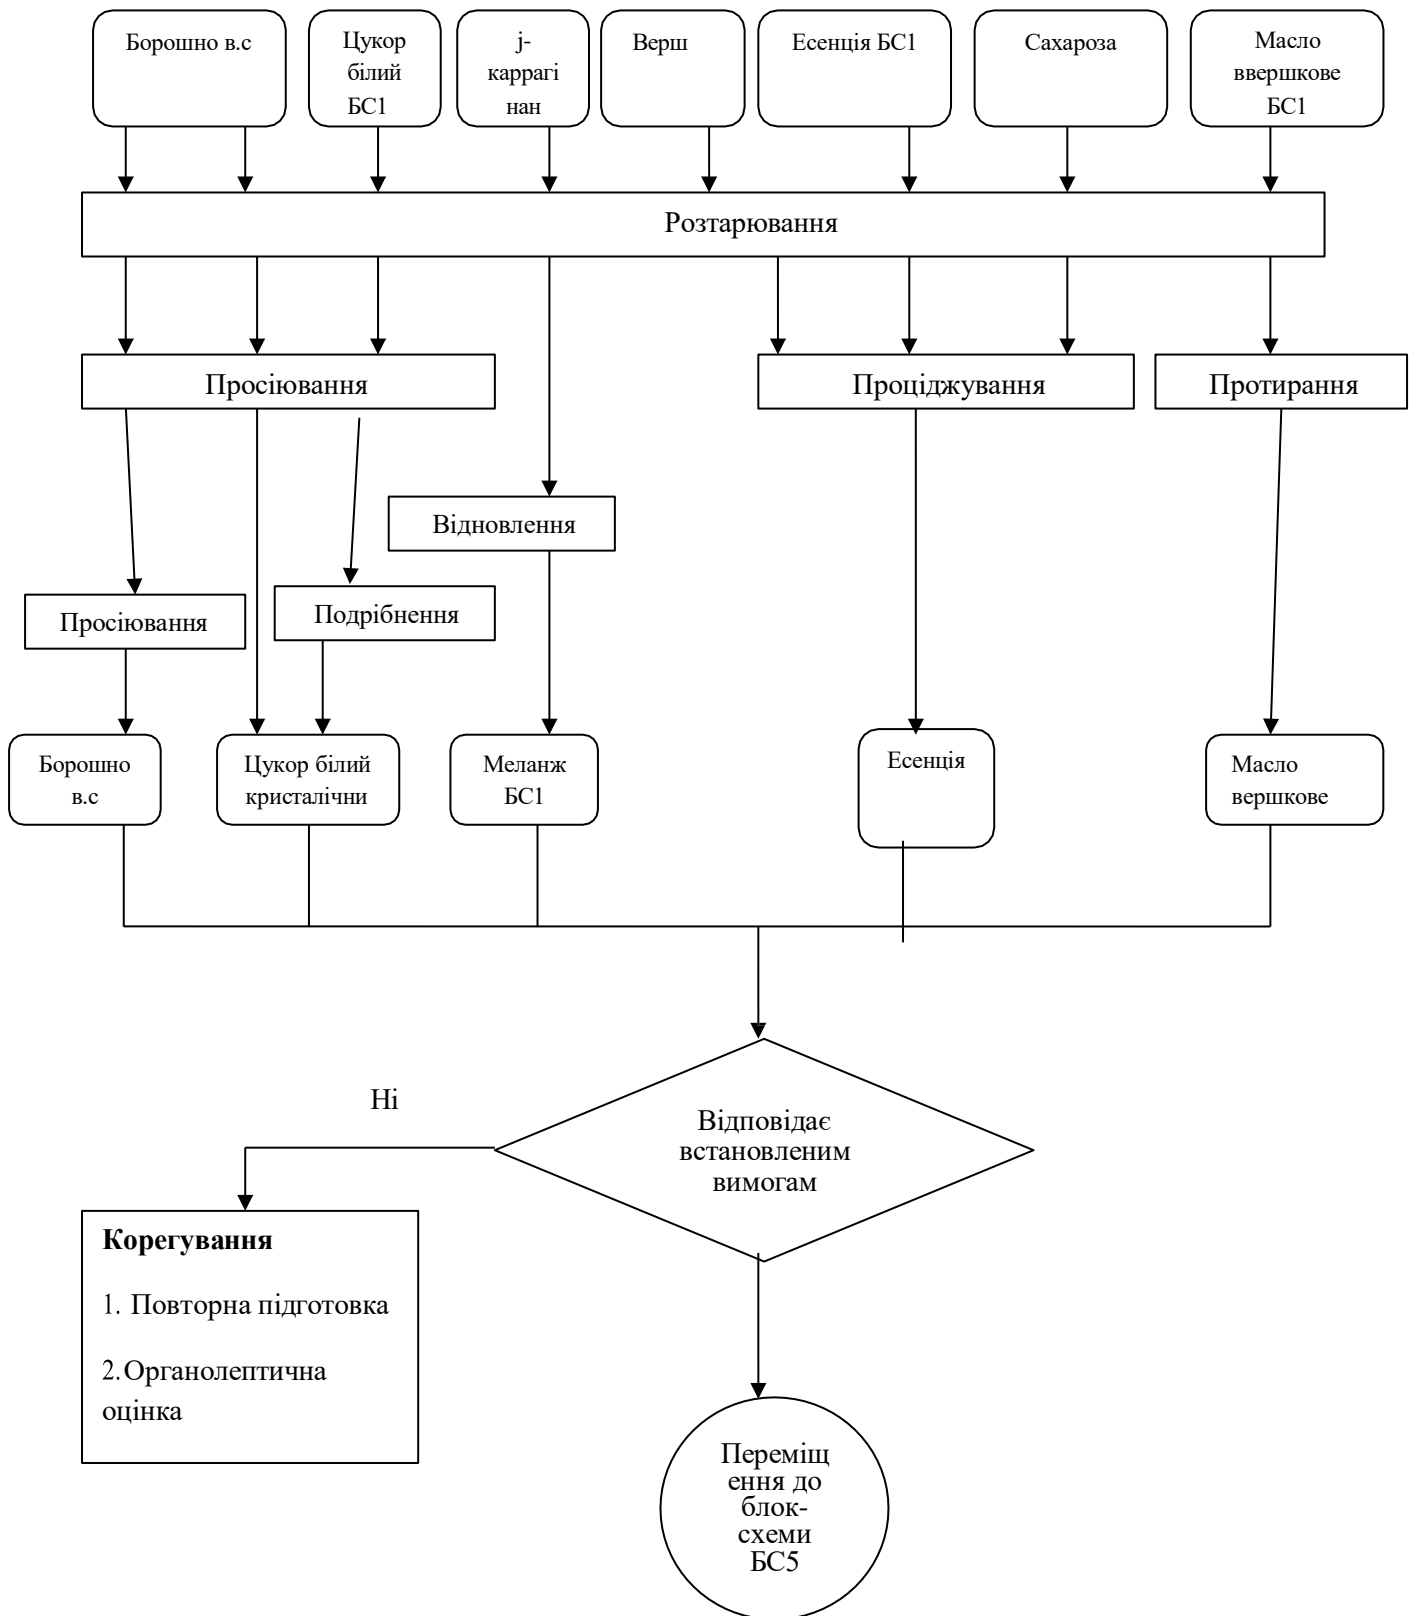 Борошно в.с
Цукор
білий
БС1
j-
каррагі
нан
Верш
Есенція БС1
Сахароза
Масло
ввершкове
БС1
Розтарювання
Просіювання
Проціджування
Протирання
Відновлення
Просіювання
Подрібнення
Борошно
в.с
Цукор білий
кристалічни
Меланж
БС1
Есенція
Масло
вершкове
Ні
Відповідає
встановленим
вимогам
Корегування
1. Повторна підготовка
2.Органолептична
оцінка
Переміщ
ення до
блок-
схеми
БС5